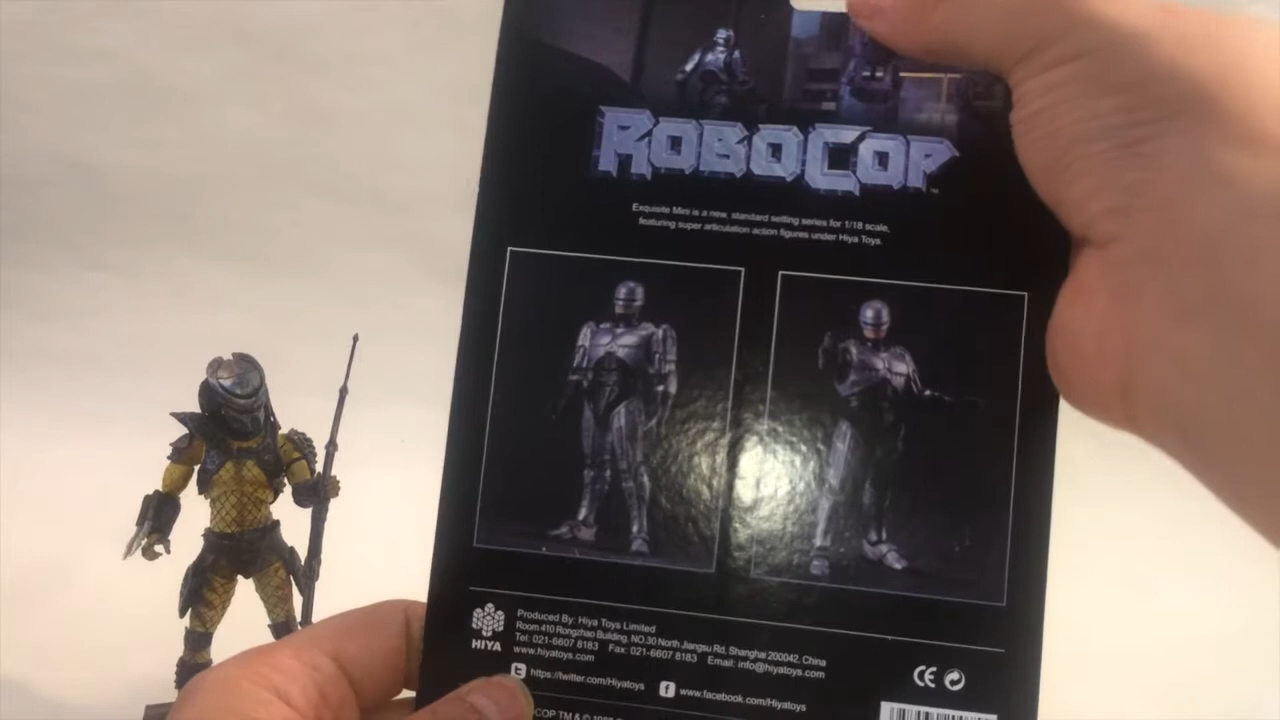 ROBOCOP
TM
Exquisite Mini is a new, standard setting series for 1/18 scale,
featuring super articulation action figures under Hiya Toys.
HIYA
Produced By: Hiya Toys Limited
Room 410 Rongzhao Building, NO.30 North Jiangsu Rd, Shanghai 200042, China
Tel: 021-6607 8183 Fax: 021-6607 8183 Email: info@hiyatoys.com
www.hiyatoys.com
https://twitter.com/Hiyatoys
www.facebook.com/Hiyatoys
CE
COP TM & ©